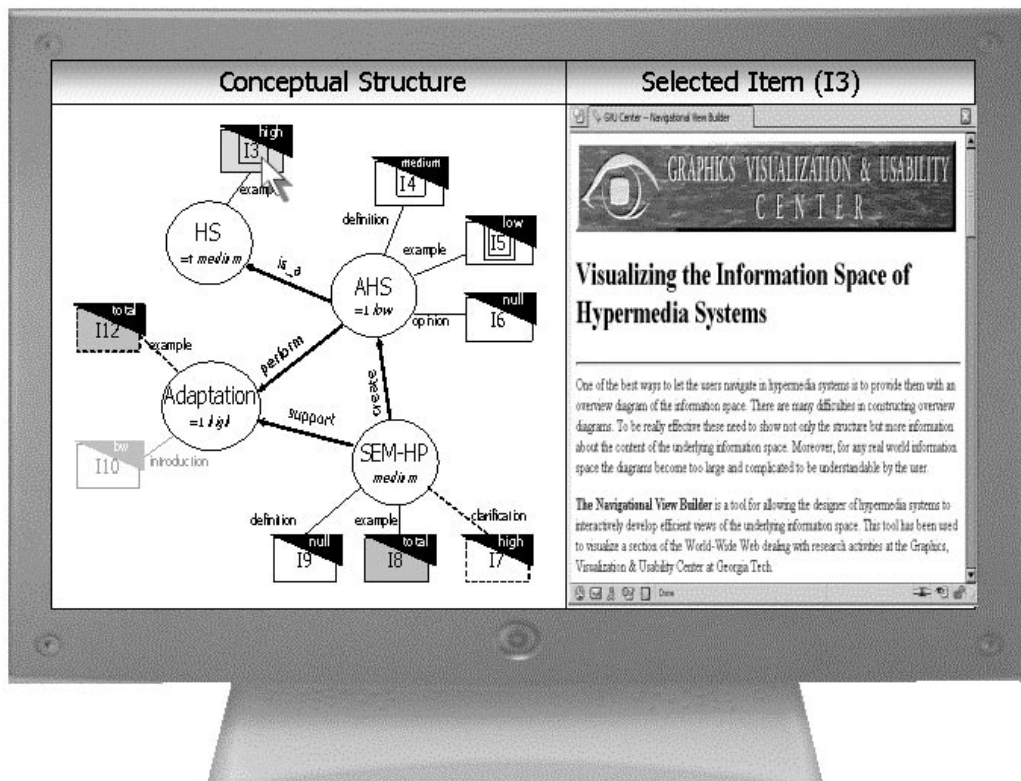 Conceptual Structure
Selected Item (I3)
GVU Center -- Navigational View Builder
high
I3
example
HS
medium
is_a
medium
I4
definition
low
I5
example
AHS
low
null
I6
opinion
total
I12
example
perform
create
Adaptation
support
low
I10
introduction
SEM-HP
medium
definition
example
clarification
null
I9
total
I8
high
I7
GRAPHICS VISUALIZATION & USABILITY
CENTER
Visualizing the Information Space of
Hypermedia Systems
One of the best ways to let the users navigate in hypermedia systems is to provide them with an
overview diagram of the information space. There are many difficulties in constructing overview
diagrams. To be really effective these need to show not only the structure but more information
about the content of the underlying information space. Moreover, for any real world information
space the diagrams become too large and complicated to be understandable by the user.
The Navigational View Builder is a tool for allowing the designer of hypermedia systems to
interactively develop efficient views of the underlying information space. This tool has been used
to visualize a section of the World-Wide Web dealing with research activities at the Graphics,
Visualization & Usability Center at Georgia Tech.
Done